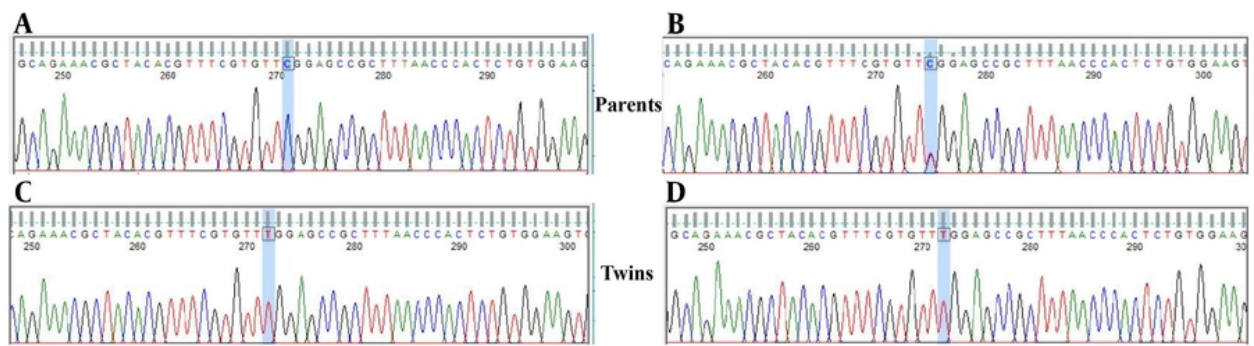 A
B
GCAGAAACGCTACACGTTTCGTGTTCGGAGCCGCTTTAACCCACTCTGTGGAAG
250 260 270 280 290
CAGAAACGCTACACGTTTCGTGTTCGGAGCCGCTTTAACCCACTCTGTGGAAGT
260 270 280 290 300
Parents
C
D
AGAAACGCTACACGTTTCGTGTTTGGAGCCGCTTTAACCCACTCTGTGGAAGTG
250 260 270 280 290 300
GCAGAAACGCTACACGTTTCGTGTTTGGAGCCGCTTTAACCCACTCTGTGGAAG
250 260 270 280 290 30
Twins